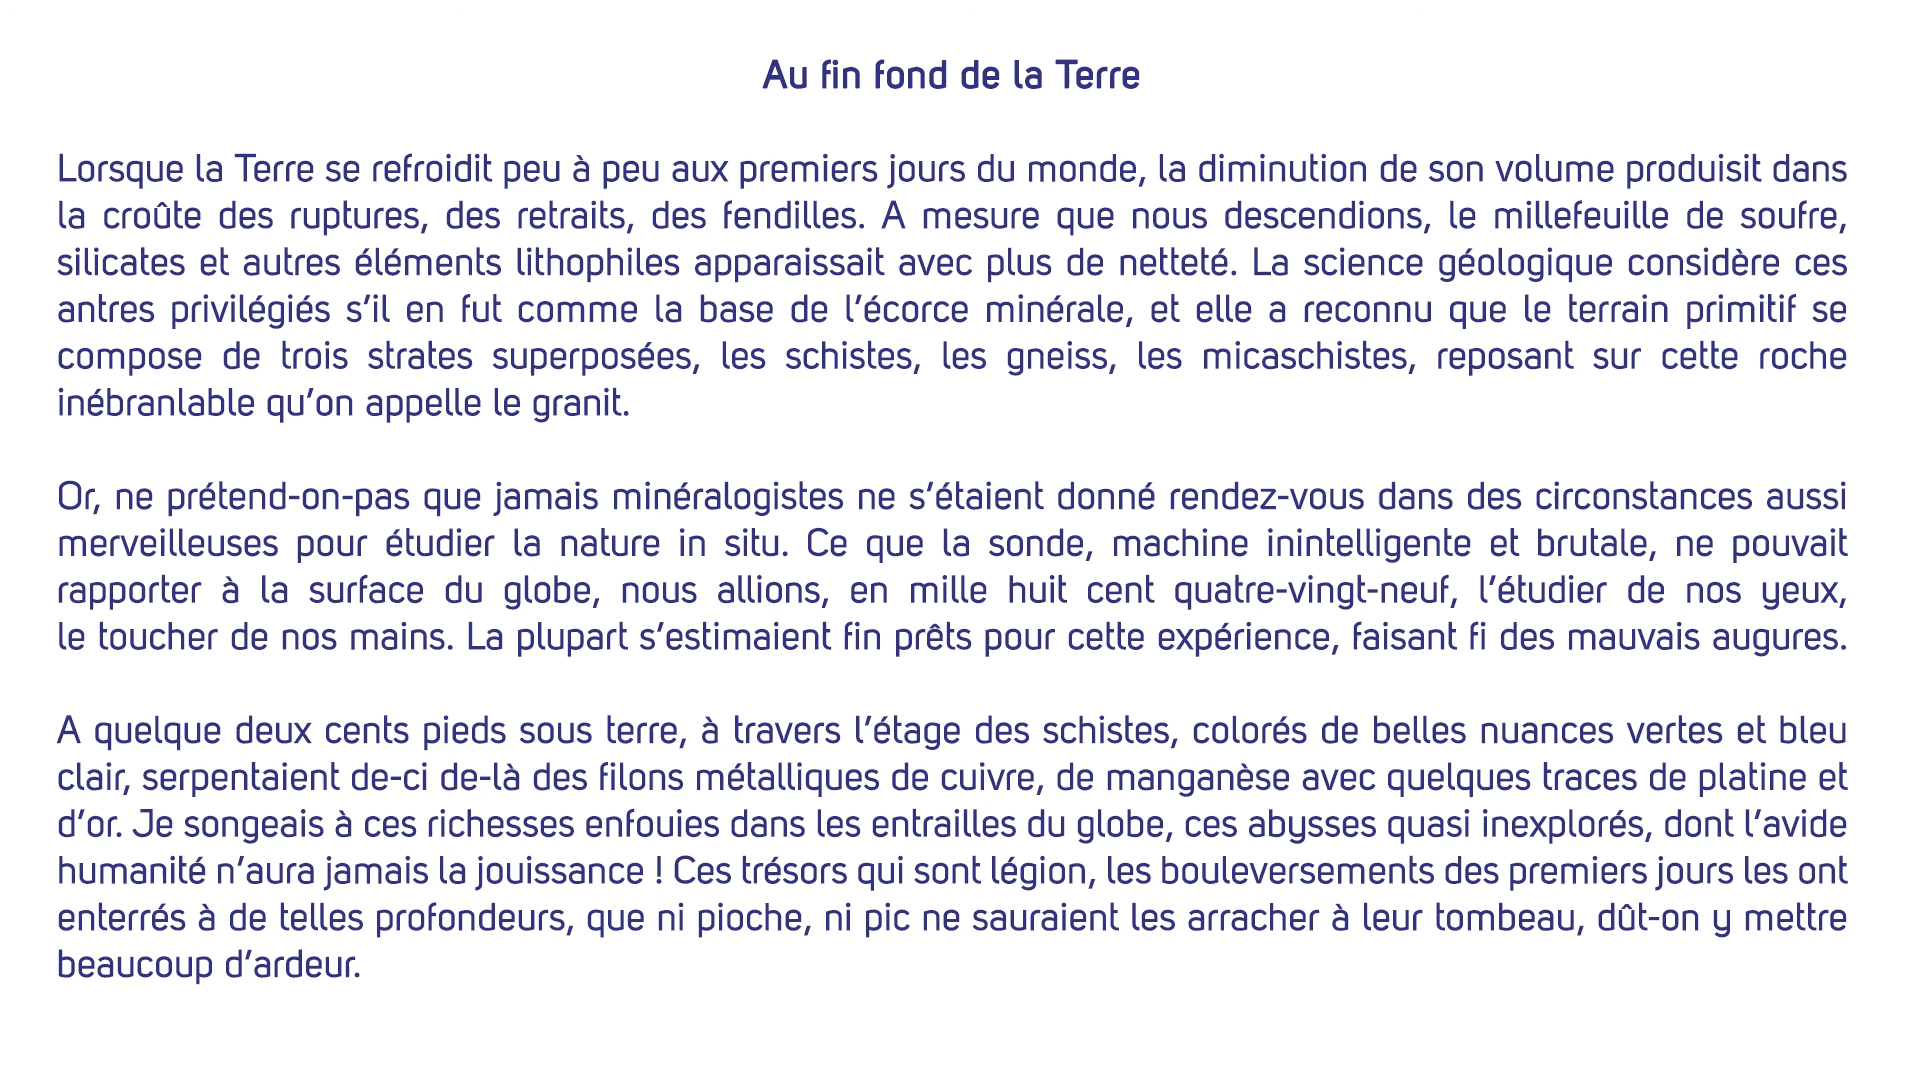 Au fin fond de la Terre
Lorsque la Terre se refroidit peu à peu aux premiers jours du monde, la diminution de son volume produisit dans
la croûte des ruptures, des retraits, des fendilles. A mesure que nous descendions, le millefeuille de soufre,
silicates et autres éléments lithophiles apparaissait avec plus de netteté. La science géologique considère ces
antres privilégiés s’il en fut comme la base de l’écorce minérale, et elle a reconnu que le terrain primitif se
compose de trois strates superposées, les schistes, les gneiss, les micaschistes, reposant sur cette roche
inébranlable qu’on appelle le granit.
Or, ne prétend-on-pas que jamais minéralogistes ne s’étaient donné rendez-vous dans des circonstances aussi
merveilleuses pour étudier la nature in situ. Ce que la sonde, machine inintelligente et brutale, ne pouvait
rapporter à la surface du globe, nous allions, en mille huit cent quatre-vingt-neuf, l’étudier de nos yeux,
le toucher de nos mains. La plupart s’estimaient fin prêts pour cette expérience, faisant fi des mauvais augures.
A quelque deux cents pieds sous terre, à travers l’étage des schistes, colorés de belles nuances vertes et bleu
clair, serpentaient de-ci de-là des filons métalliques de cuivre, de manganèse avec quelques traces de platine et
d’or. Je songeais à ces richesses enfouies dans les entrailles du globe, ces abysses quasi inexplorés, dont l’avide
humanité n’aura jamais la jouissance ! Ces trésors qui sont légion, les bouleversements des premiers jours les ont
enterrés à de telles profondeurs, que ni pioche, ni pic ne sauraient les arracher à leur tombeau, dût-on y mettre
beaucoup d’ardeur.